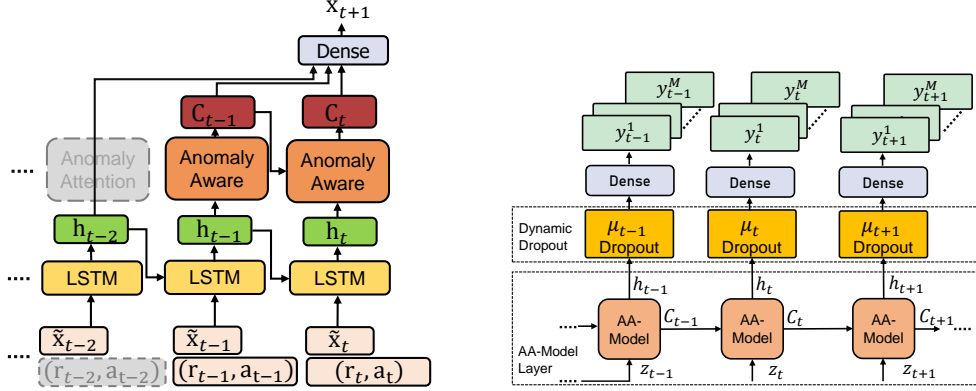 x_{t+1}
Dense
C_{t-1}
C_t
Anomaly
Attention
Anomaly
Aware
Anomaly
Aware
....
h_{t-2}
h_{t-1}
h_t
....
LSTM
LSTM
LSTM
x̃_{t-2}
x̃_{t-1}
x̃_t
....
(r_{t-2}, a_{t-2})
(r_{t-1}, a_{t-1})
(r_t, a_t)
y^M_{t-1}
y^M_t
y^M_{t+1}
y^1_{t-1}
y^1_t
y^1_{t+1}
Dense
Dense
Dense
Dynamic
Dropout
μ_{t-1}
Dropout
μ_t
Dropout
μ_{t+1}
Dropout
h_{t-1}
h_t
h_{t+1}
....
AA-
Model
C_{t-1}
AA-
Model
C_t
AA-
Model
C_{t+1}
....
AA-Model
Layer
....
z_{t-1}
z_t
z_{t+1}